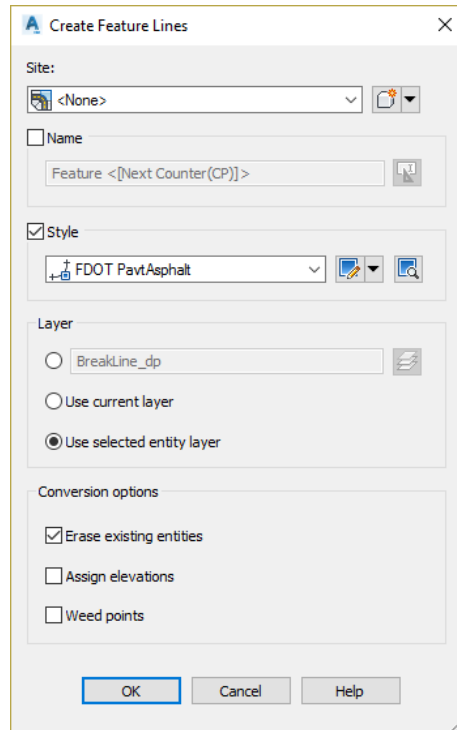 Create Feature Lines
Site:
<None>
Name
Feature <[Next Counter(CP)]>
Style
FDOT PavtAsphalt
Layer
BreakLine_dp
Use current layer
Use selected entity layer
Conversion options
Erase existing entities
Assign elevations
Weed points
OK Cancel Help